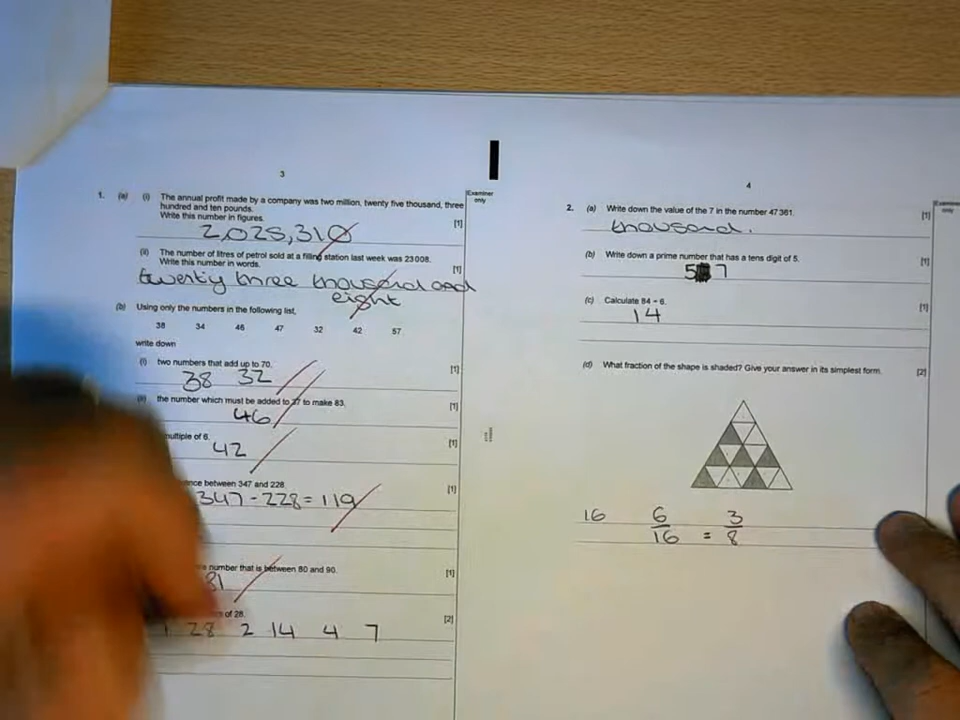 3
1. (a) (i) The annual profit made by a company was two million, twenty five thousand, three
hundred and ten pounds.
Write this number in figures. [1]
2,025,310
(ii) The number of litres of petrol sold at a filling station last week was 23 008.
Write this number in words. [1]
twenty three thousand and
eight
(b) Using only the numbers in the following list,
38 34 46 47 32 42 57
write down
(i) two numbers that add up to 70. [1]
38 32
the number which must be added to 37 to make 83. [1]
46
multiple of 6. [1]
42
between 347 and 228. [1]
347 - 228 = 119
number that is between 80 and 90. [1]
81
of 28. [2]
1 28 2 14 4 7
Examiner
only
4
2. (a) Write down the value of the 7 in the number 47 361. [1]
thousand.
(b) Write down a prime number that has a tens digit of 5. [1]
5 7
(c) Calculate 84 ÷ 6. [1]
14
(d) What fraction of the shape is shaded? Give your answer in its simplest form. [2]
16 6/16 = 3/8
Examiner
only